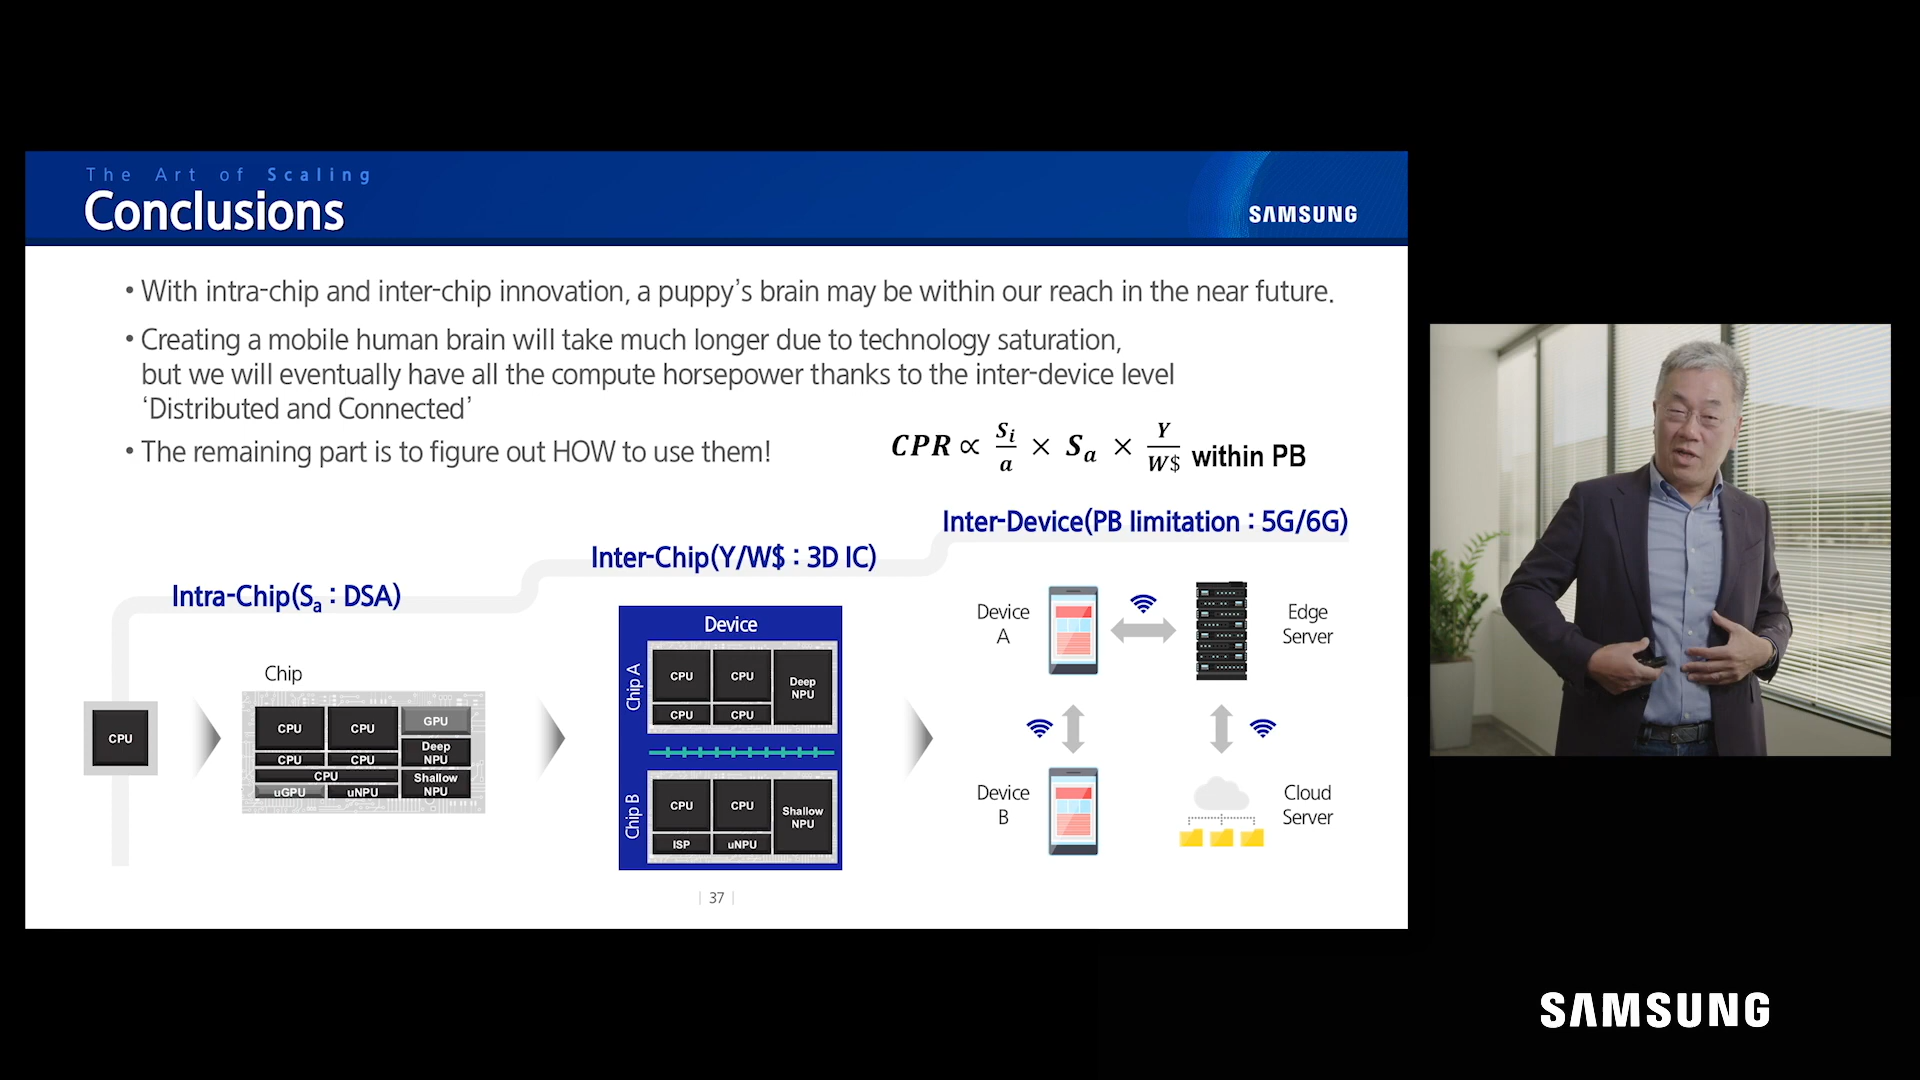 The Art of Scaling
Conclusions
SAMSUNG
• With intra-chip and inter-chip innovation, a puppy's brain may be within our reach in the near future.
• Creating a mobile human brain will take much longer due to technology saturation,
but we will eventually have all the compute horsepower thanks to the inter-device level
‘Distributed and Connected’
• The remaining part is to figure out HOW to use them!
CPR ∝ Si/a × Sa × Y/W$ within PB
Intra-Chip(Sa : DSA)
Inter-Chip(Y/W$ : 3D IC)
Inter-Device(PB limitation : 5G/6G)
CPU
Chip
CPU
CPU
GPU
CPU
CPU
Deep
NPU
CPU
uGPU
uNPU
Shallow
NPU
Device
Chip A
CPU
CPU
Deep
NPU
CPU
CPU
Chip B
CPU
CPU
Shallow
NPU
ISP
uNPU
Device
A
Edge
Server
Device
B
Cloud
Server
37
SAMSUNG